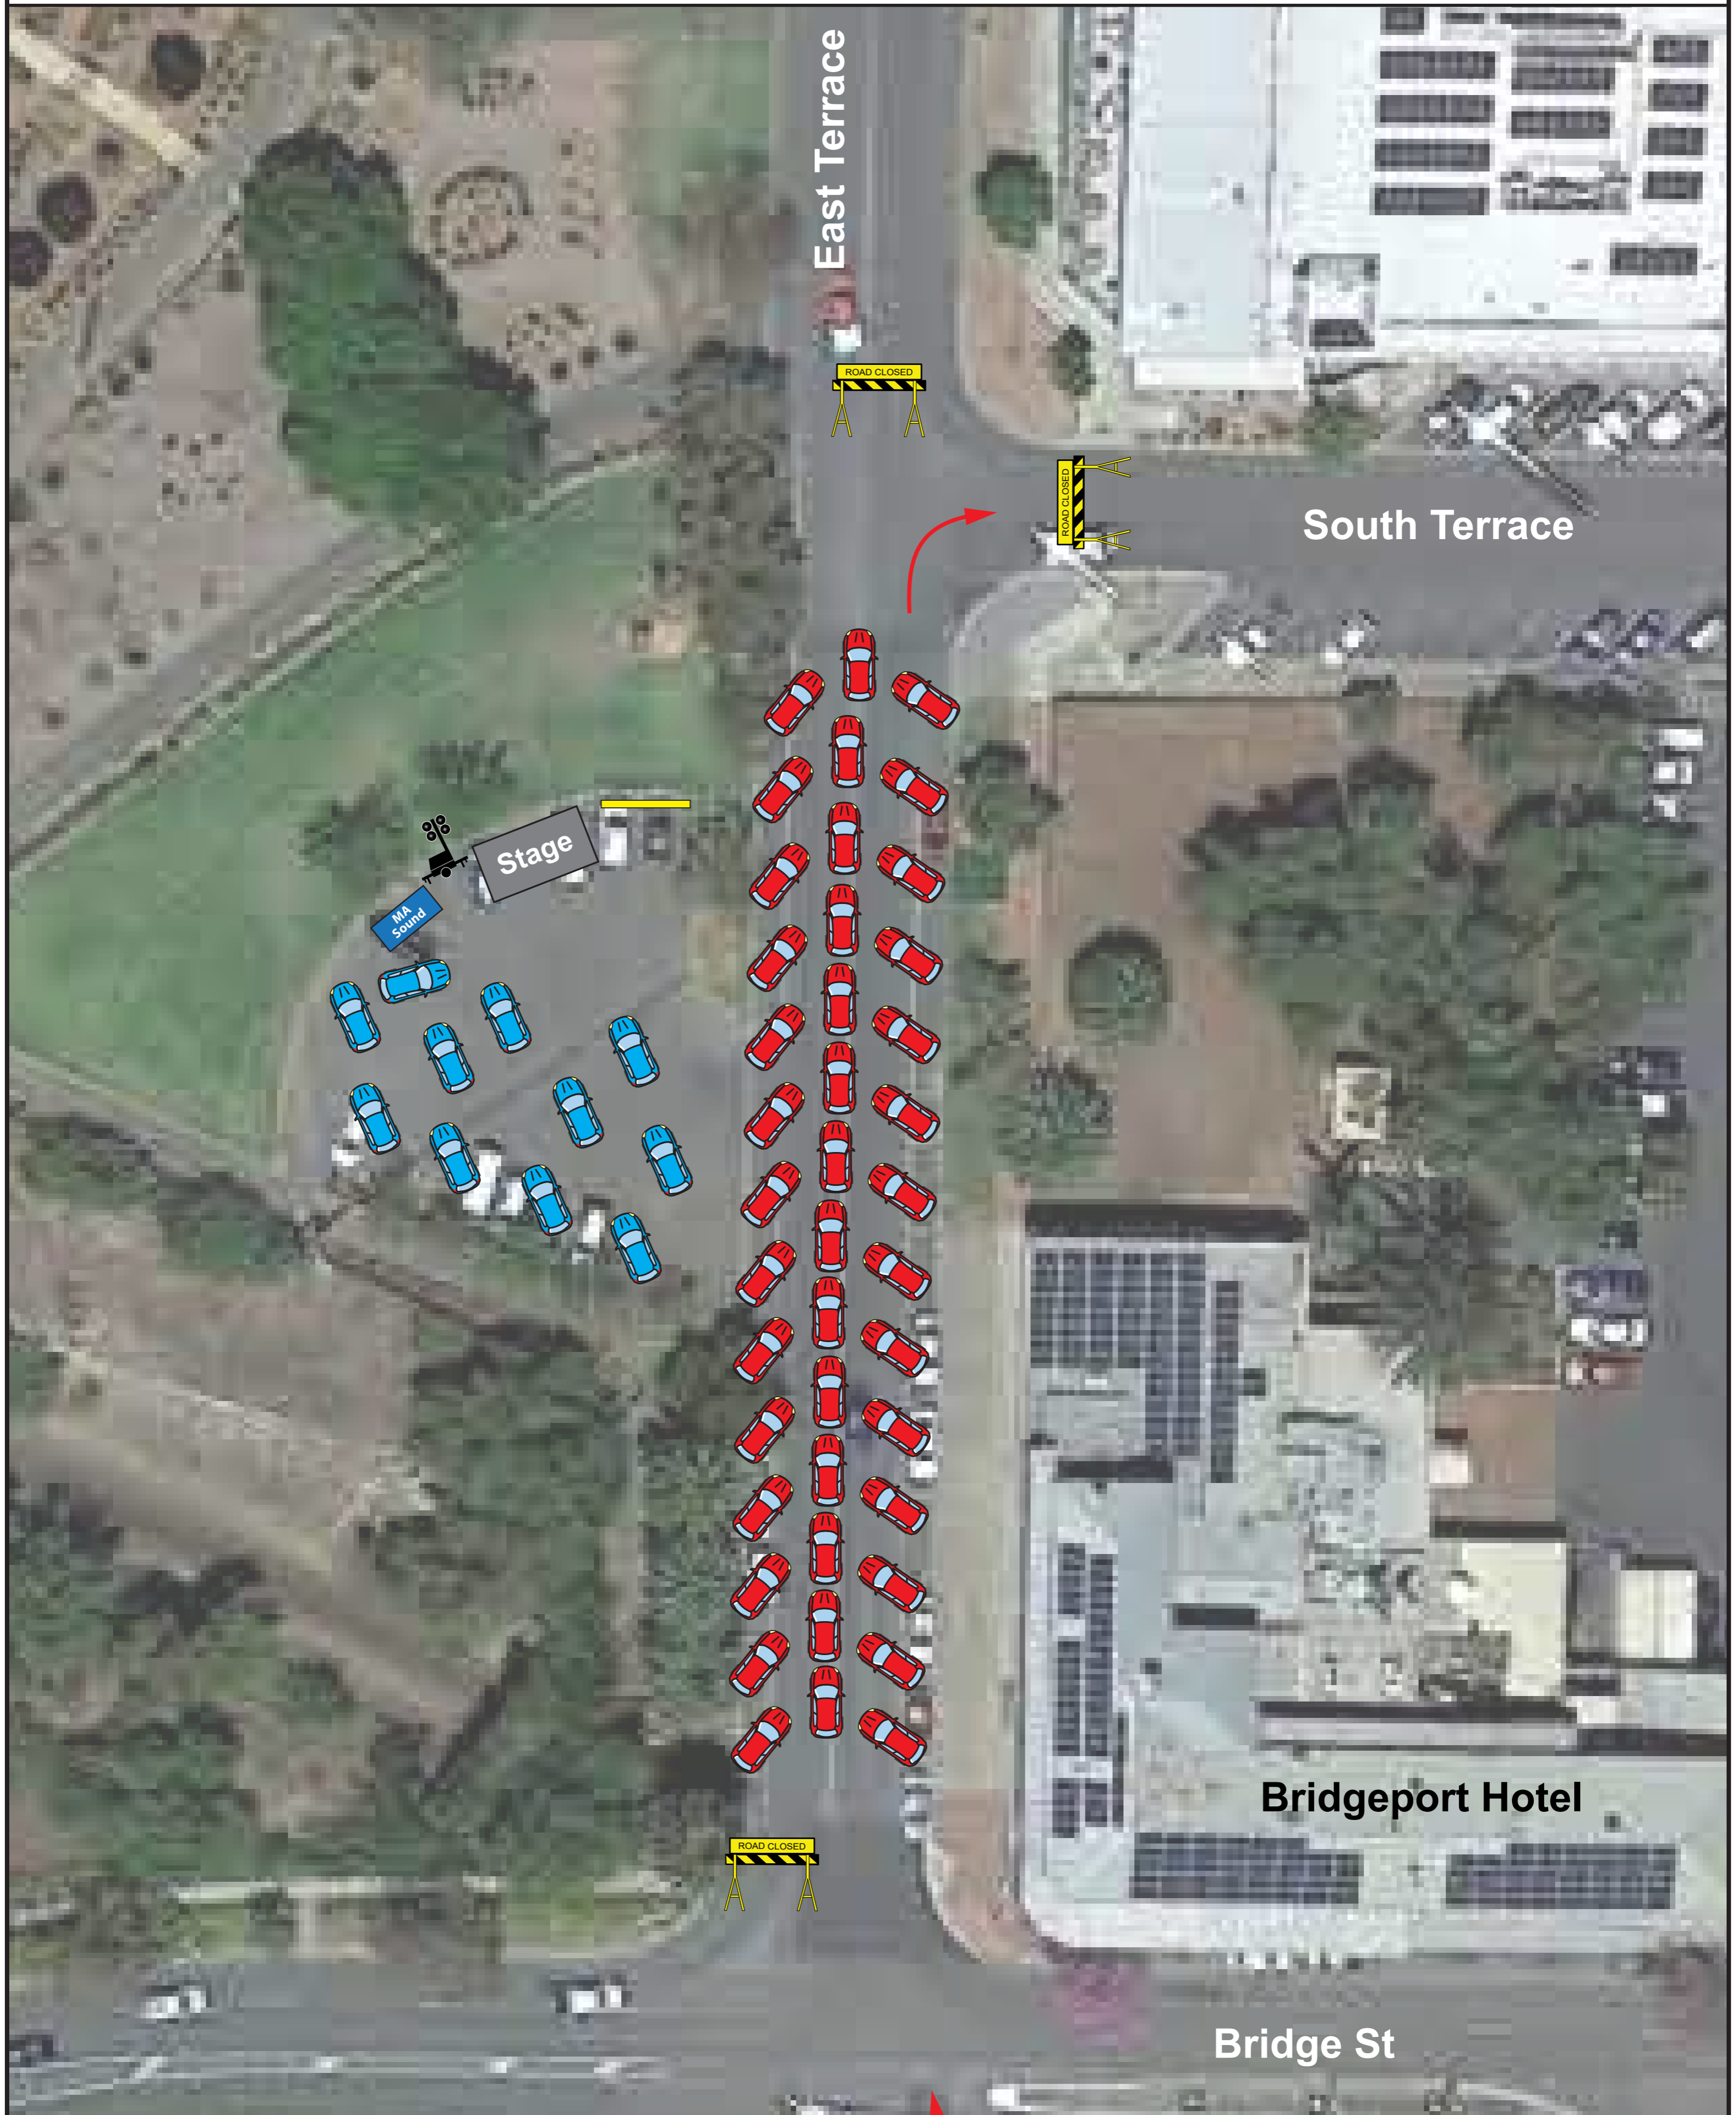 East Terrace
ROAD CLOSED
ROAD CLOSED
South Terrace
Stage
MA
Sound
Bridgeport Hotel
ROAD CLOSED
Bridge St